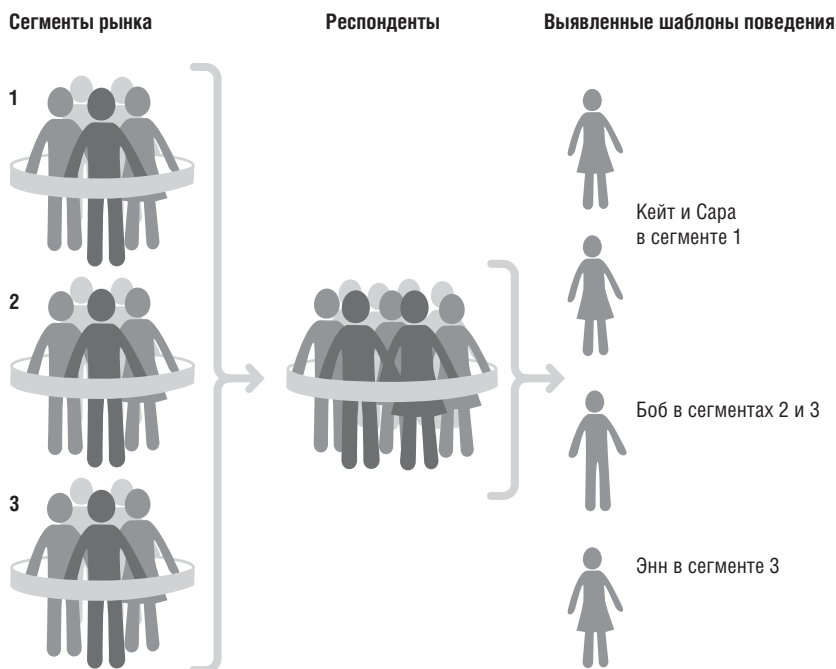 Сегменты рынка
Респонденты
Выявленные шаблоны поведения
1
2
3
Кейт и Сара
в сегменте 1
Боб в сегментах 2 и 3
Энн в сегменте 3